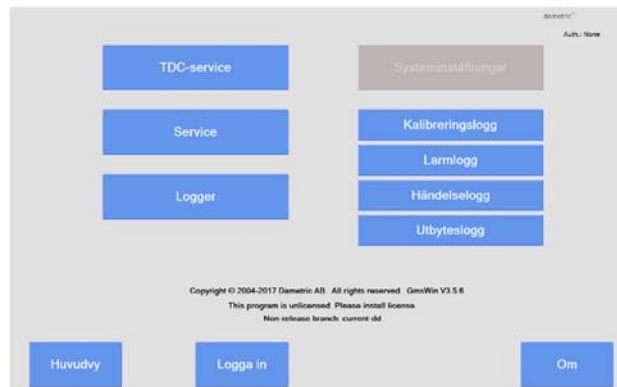 dametric
Auth.: None
TDC-service
Systeminställningar
Service
Kalibreringslogg
Larmlogg
Logger
Händelselogg
Utbyteslogg
Copyright © 2004-2017 Dametric AB. All rights reserved. GmsWin V3.5.6
This program is unlicensed. Please install license.
Non release branch: current dd
Huvudvy
Logga in
Om